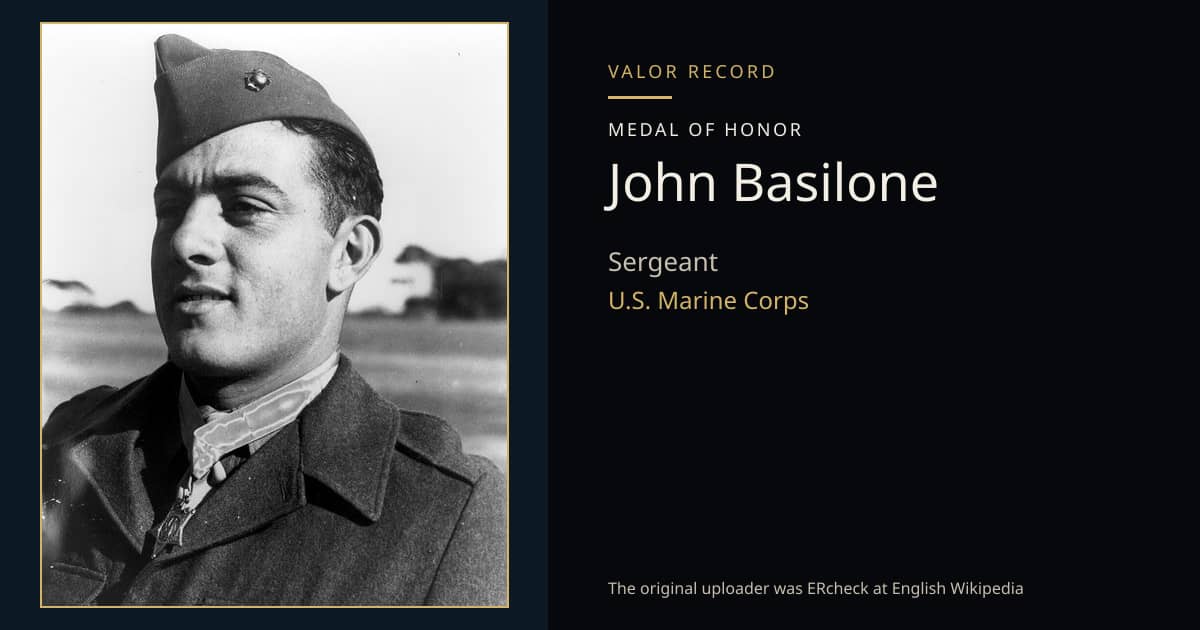 VALOR RECORD
MEDAL OF HONOR
John Basilone
Sergeant
U.S. Marine Corps
The original uploader was ERcheck at English Wikipedia